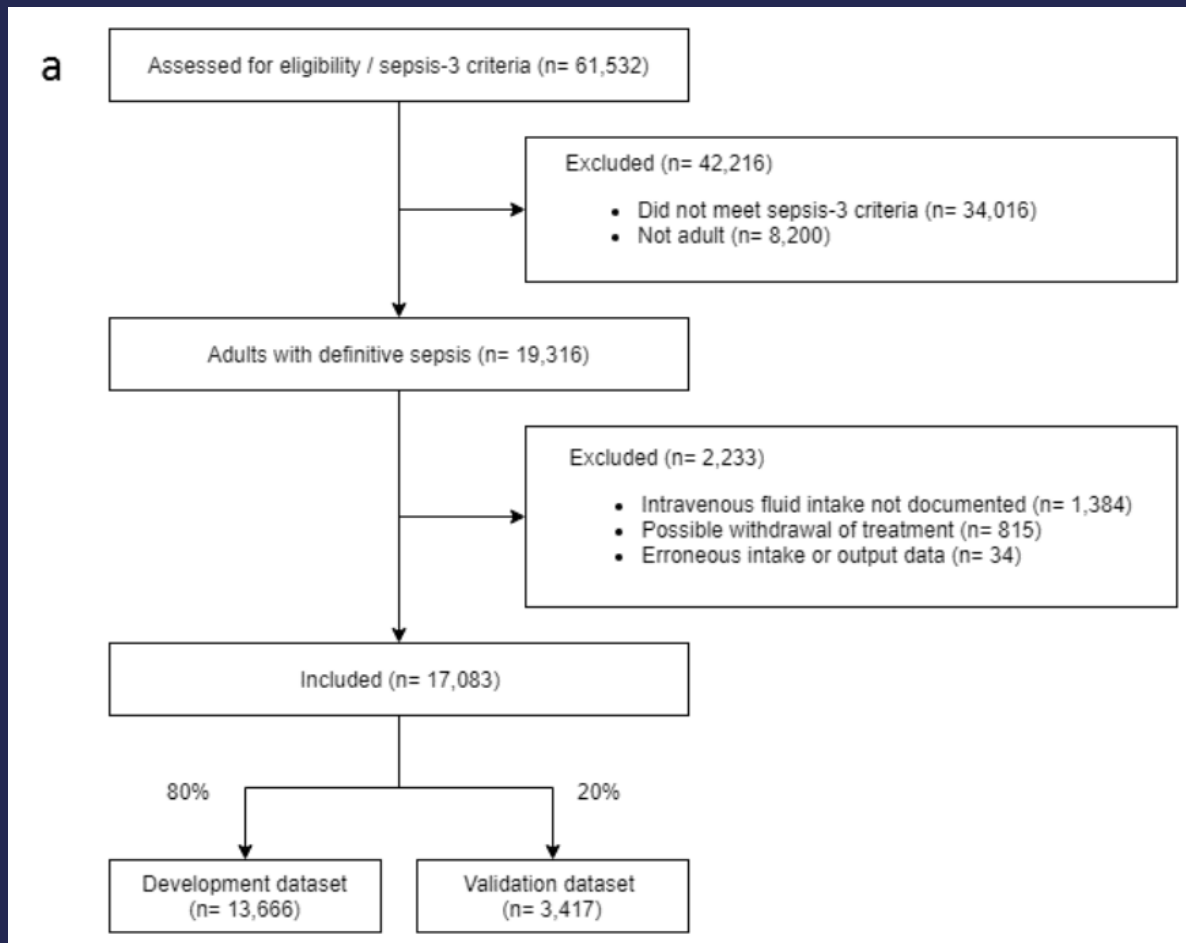 a
Assessed for eligibility / sepsis-3 criteria (n= 61,532)
Excluded (n= 42,216)
• Did not meet sepsis-3 criteria (n= 34,016)
• Not adult (n= 8,200)
Adults with definitive sepsis (n= 19,316)
Excluded (n= 2,233)
• Intravenous fluid intake not documented (n= 1,384)
• Possible withdrawal of treatment (n= 815)
• Erroneous intake or output data (n= 34)
Included (n= 17,083)
80%
20%
Development dataset
(n= 13,666)
Validation dataset
(n= 3,417)